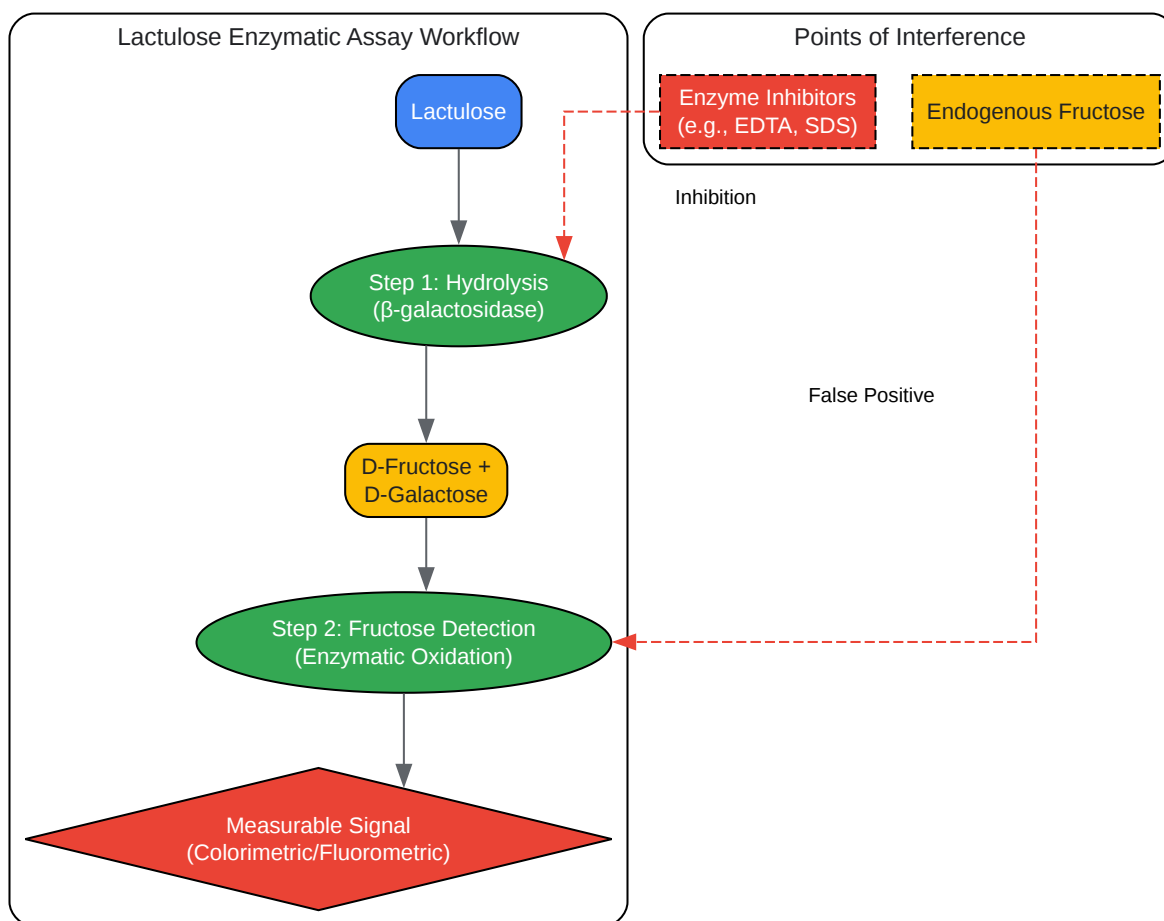 Lactulose Enzymatic Assay Workflow
Points of Interference
Lactulose
Enzyme Inhibitors
(e.g., EDTA, SDS)
Endogenous Fructose
Inhibition
Step 1: Hydrolysis
(β-galactosidase)
False Positive
D-Fructose +
D-Galactose
Step 2: Fructose Detection
(Enzymatic Oxidation)
Measurable Signal
(Colorimetric/Fluorometric)